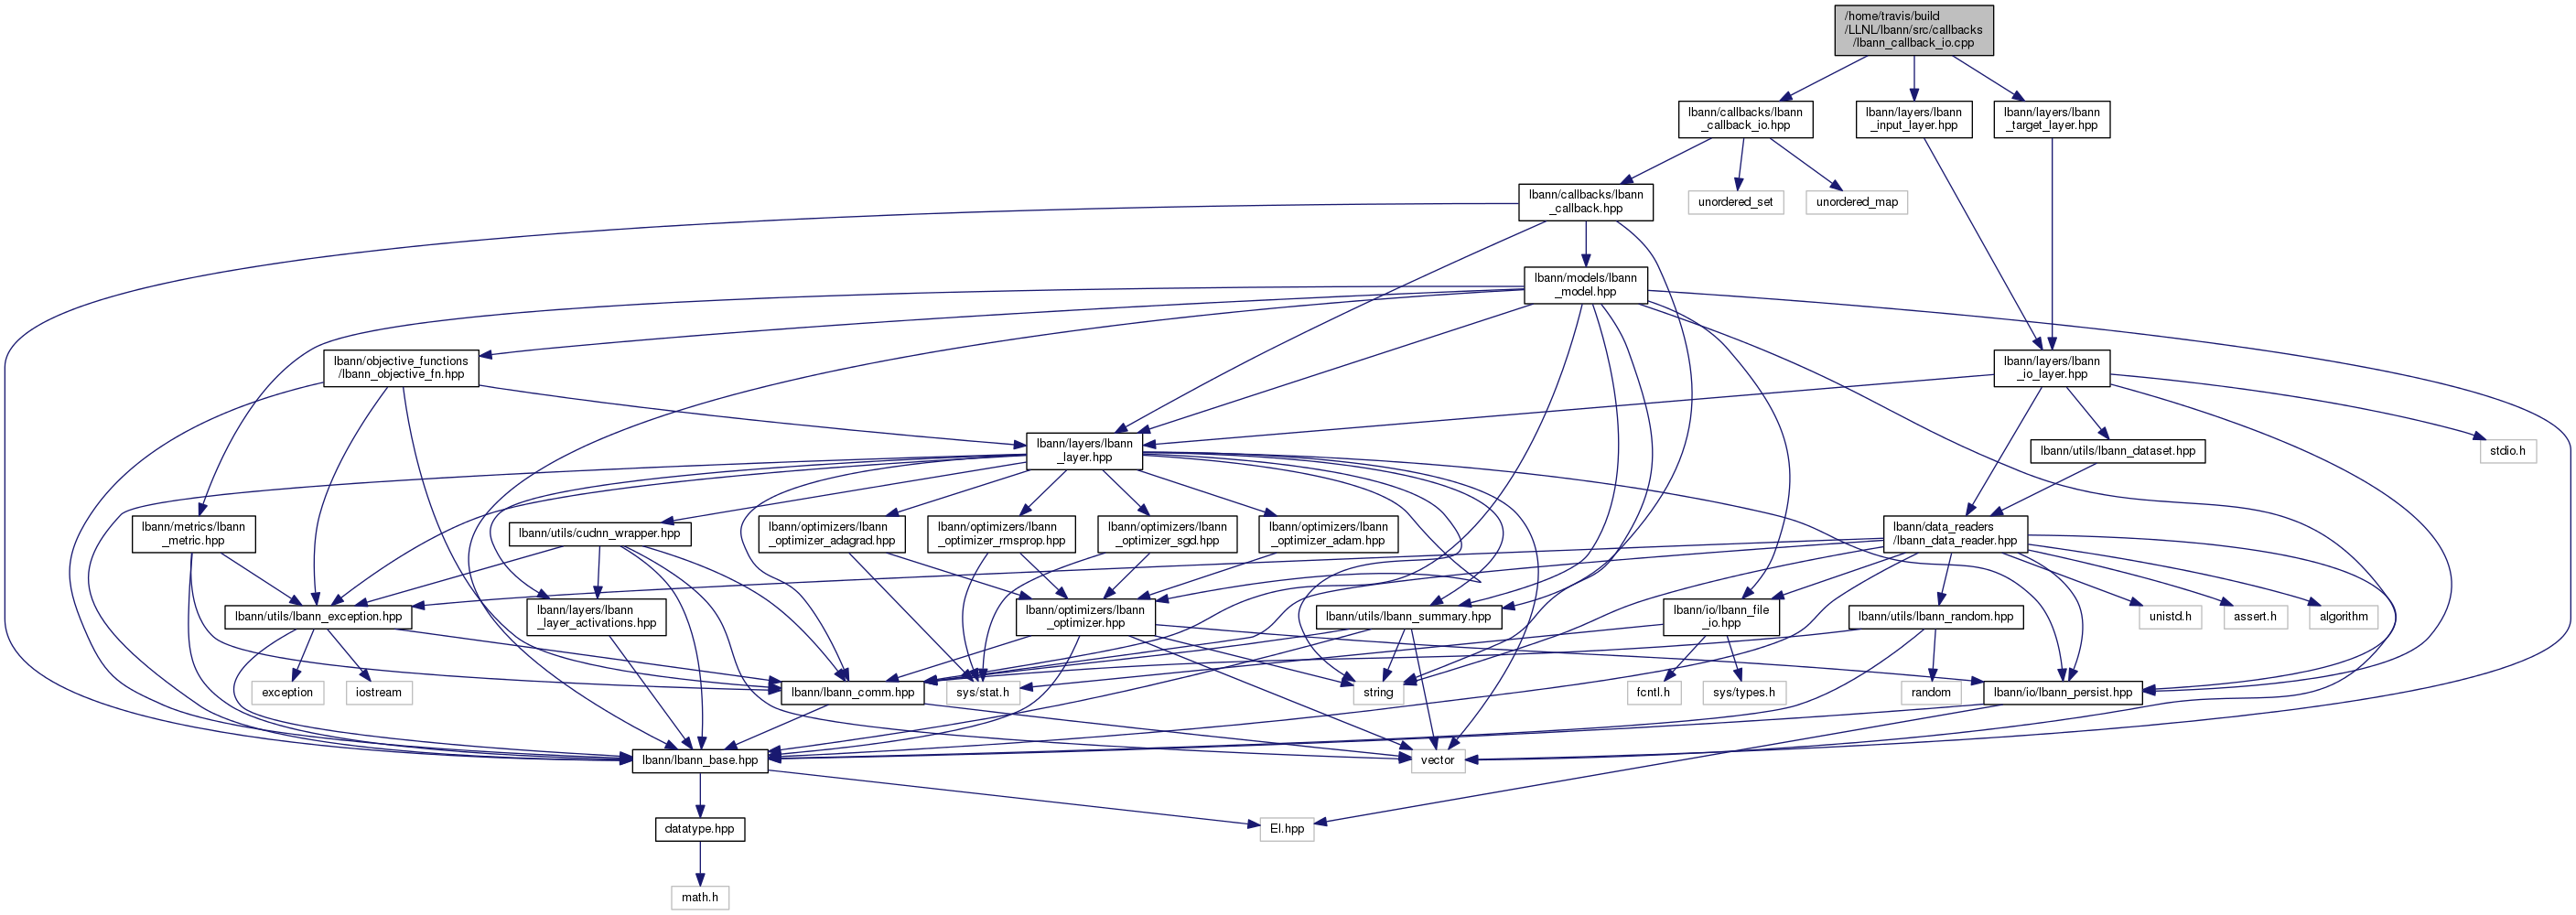 /home/travis/build
/LLNL/lbann/src/callbacks
/lbann_callback_io.cpp
lbann/callbacks/lbann
_callback_io.hpp
lbann/layers/lbann
_input_layer.hpp
lbann/layers/lbann
_target_layer.hpp
lbann/callbacks/lbann
_callback.hpp
unordered_set
unordered_map
lbann/models/lbann
_model.hpp
lbann/objective_functions
/lbann_objective_fn.hpp
lbann/layers/lbann
_io_layer.hpp
lbann/layers/lbann
_layer.hpp
lbann/utils/lbann_dataset.hpp
stdio.h
lbann/metrics/lbann
_metric.hpp
lbann/utils/cudnn_wrapper.hpp
lbann/optimizers/lbann
_optimizer_adagrad.hpp
lbann/optimizers/lbann
_optimizer_rmsprop.hpp
lbann/optimizers/lbann
_optimizer_sgd.hpp
lbann/optimizers/lbann
_optimizer_adam.hpp
lbann/data_readers
/lbann_data_reader.hpp
lbann/utils/lbann_exception.hpp
lbann/layers/lbann
_layer_activations.hpp
lbann/optimizers/lbann
_optimizer.hpp
lbann/utils/lbann_summary.hpp
lbann/io/lbann_file
_io.hpp
lbann/utils/lbann_random.hpp
unistd.h
assert.h
algorithm
exception
iostream
lbann/lbann_comm.hpp
sys/stat.h
string
fcntl.h
sys/types.h
random
lbann/io/lbann_persist.hpp
lbann/lbann_base.hpp
vector
datatype.hpp
El.hpp
math.h